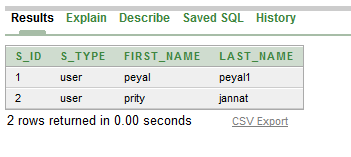 Results Explain Describe Saved SQL History
S_ID S_TYPE FIRST_NAME LAST_NAME
1 user peyal peyal1
2 user prity jannat
2 rows returned in 0.00 seconds CSV Export